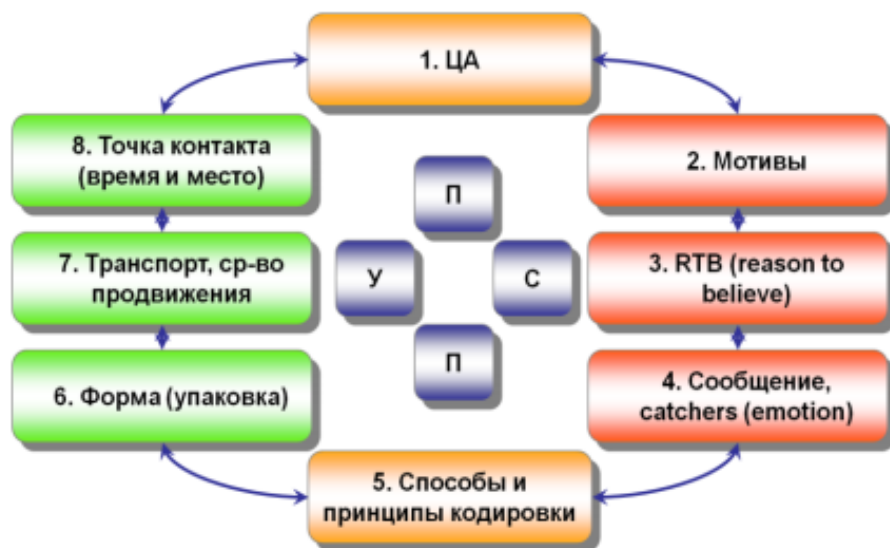 1. ЦА
8. Точка контакта
(время и место)
2. Мотивы
П
7. Транспорт, ср-во
продвижения
У
С
3. RTB (reason to
believe)
П
6. Форма (упаковка)
4. Сообщение,
catchers (emotion)
5. Способы и
принципы кодировки